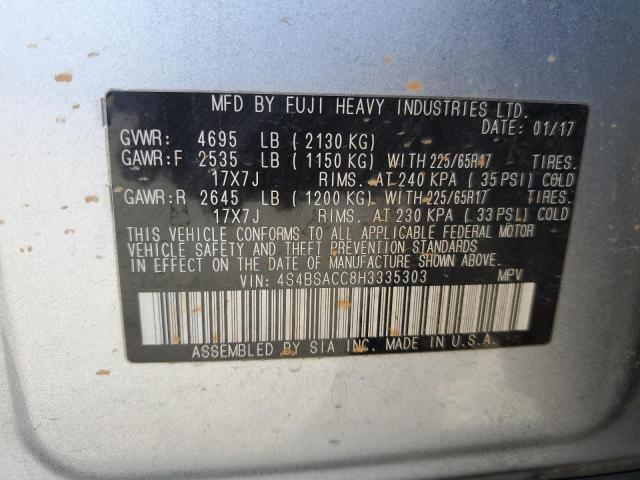 MFD BY FUJI HEAVY INDUSTRIES LTD.
DATE: 01/17
GVWR: 4695 LB ( 2130 KG)
GAWR:F 2535 LB ( 1150 KG) WITH 225/65R17 TIRES.
17X7J RIMS. AT 240 KPA ( 35 PSI) COLD
GAWR:R 2645 LB ( 1200 KG) WITH 225/65R17 TIRES.
17X7J RIMS. AT 230 KPA ( 33 PSI) COLD
THIS VEHICLE CONFORMS TO ALL APPLICABLE FEDERAL MOTOR
VEHICLE SAFETY AND THEFT PREVENTION STANDARDS
IN EFFECT ON THE DATE OF MANUFACTURE SHOWN ABOVE.
VIN: 4S4BSACC8H3335303 MPV
ASSEMBLED BY SIA INC. MADE IN U.S.A.